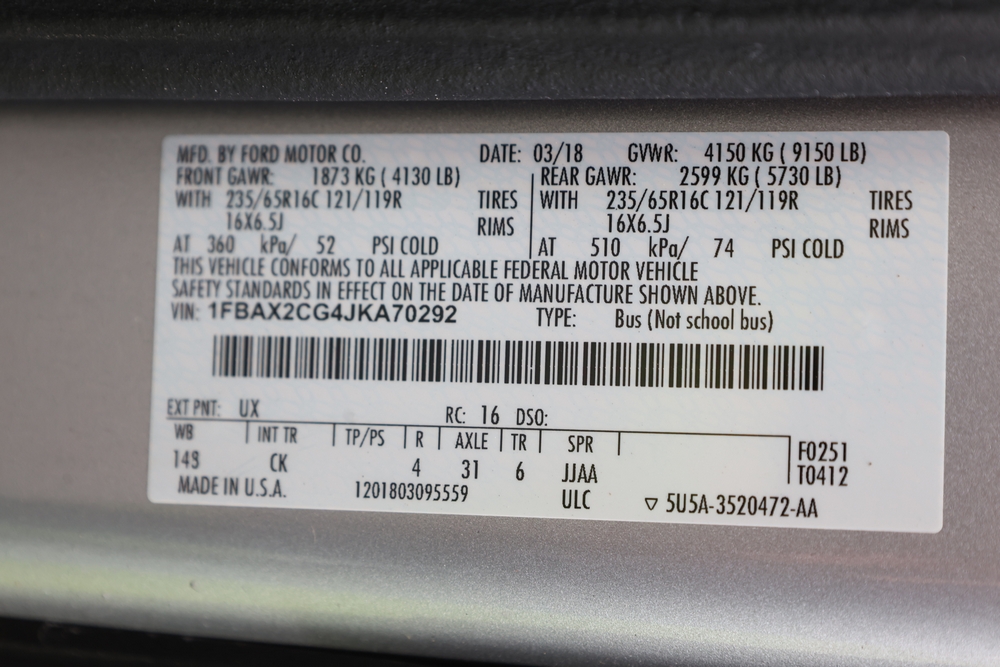 MFD. BY FORD MOTOR CO. DATE: 03/18 GVWR: 4150 KG ( 9150 LB)
FRONT GAWR: 1873 KG ( 4130 LB) REAR GAWR: 2599 KG ( 5730 LB)
WITH 235/65R16C 121/119R TIRES WITH 235/65R16C 121/119R TIRES
16X6.5J RIMS 16X6.5J RIMS
AT 360 kPa/ 52 PSI COLD AT 510 kPa/ 74 PSI COLD
THIS VEHICLE CONFORMS TO ALL APPLICABLE FEDERAL MOTOR VEHICLE
SAFETY STANDARDS IN EFFECT ON THE DATE OF MANUFACTURE SHOWN ABOVE.
VIN: 1FBAX2CG4JKA70292 TYPE: Bus (Not school bus)
EXT PNT: UX RC: 16 DSO:
WB INT TR TP/PS R AXLE TR SPR F0251
148 CK 4 31 6 JJAA T0412
MADE IN U.S.A. 1201803095559 ULC ▽ 5U5A-3520472-AA